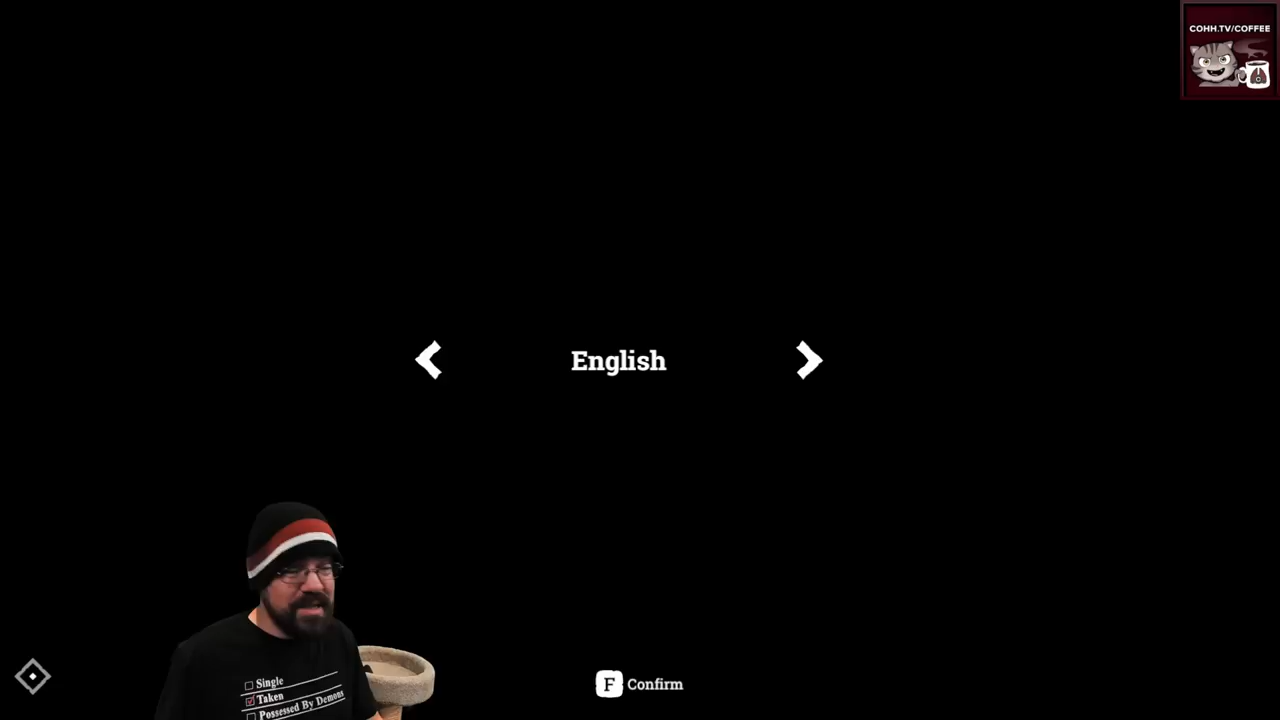 COHH.TV/COFFEE
English
Single
Taken
Possessed By Demons
F Confirm